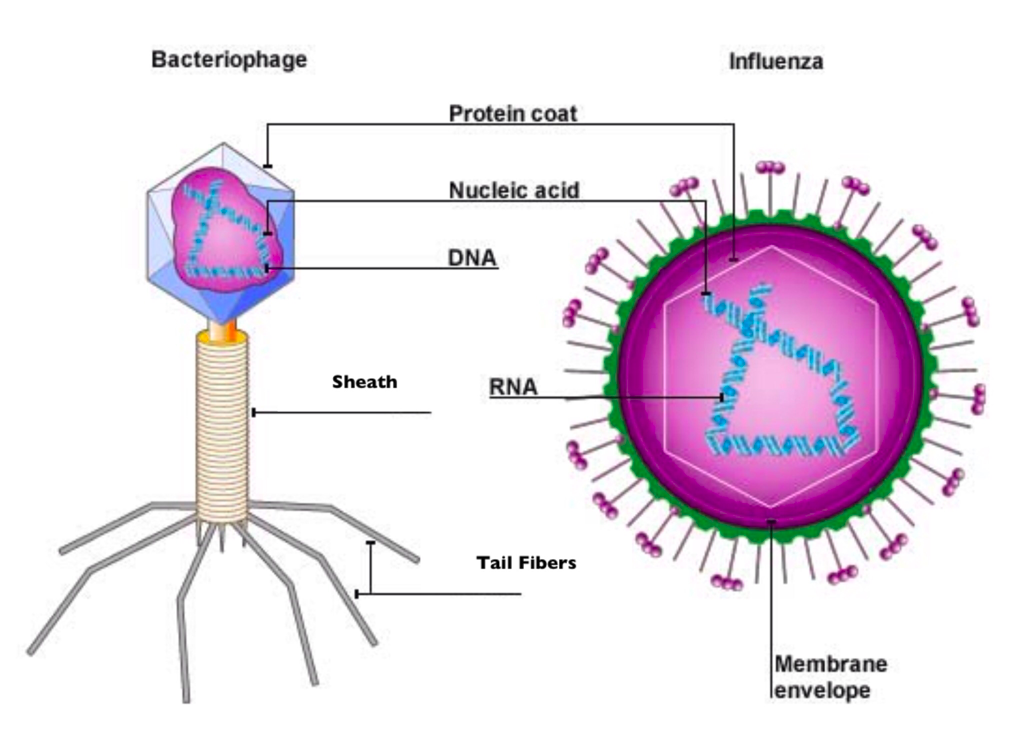 Bacteriophage
Influenza
Protein coat
Nucleic acid
DNA
Sheath
RNA
Tail Fibers
Membrane
envelope